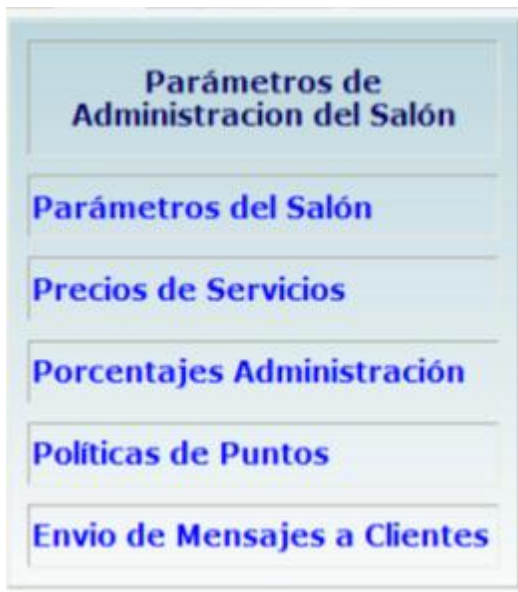 Parámetros de
Administracion del Salón
Parámetros del Salón
Precios de Servicios
Porcentajes Administración
Políticas de Puntos
Envio de Mensajes a Clientes